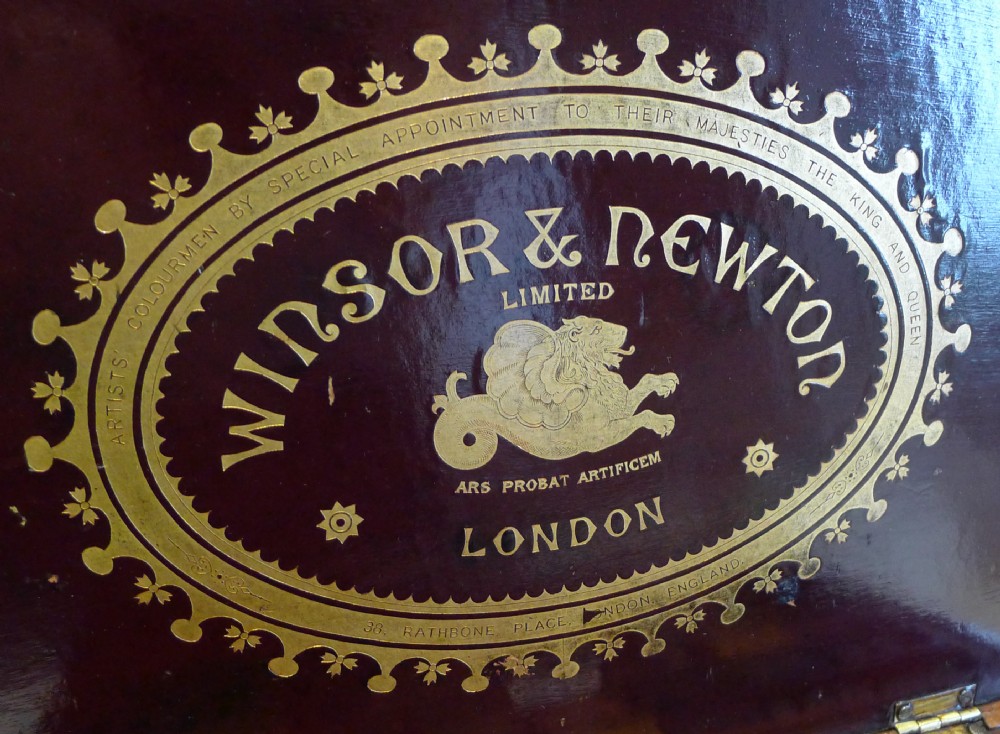 ARTISTS' COLOURMEN BY SPECIAL APPOINTMENT TO THEIR MAJESTIES THE KING AND QUEEN
WINSOR & NEWTON
LIMITED
ARS PROBAT ARTIFICEM
LONDON
38, RATHBONE PLACE, LONDON, ENGLAND.